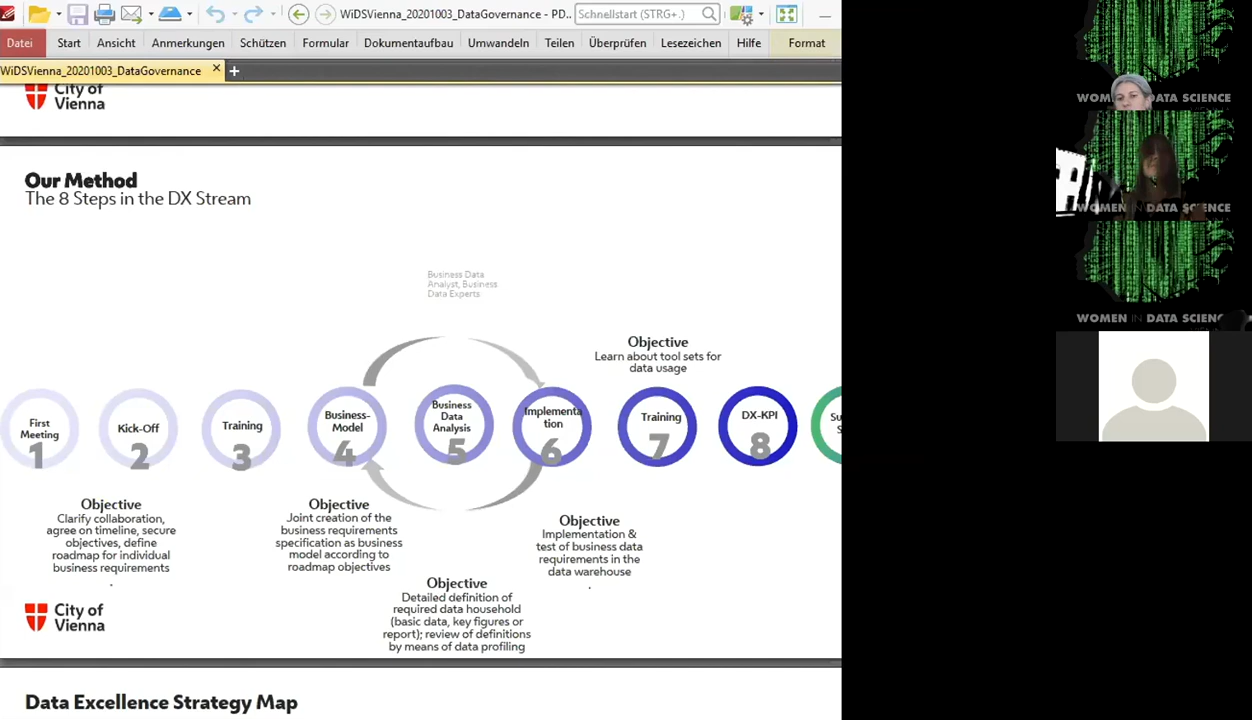 WiDSVienna_20201003_DataGovernance - PD..
Schnellstart (STRG+.)
Datei Start Ansicht Anmerkungen Schützen Formular Dokumentaufbau Umwandeln Teilen Überprüfen Lesezeichen Hilfe Format
WiDSVienna_20201003_DataGovernance
City of
Vienna
Our Method
The 8 Steps in the DX Stream
Business Data
Analyst, Business
Data Experts
Objective
Learn about tool sets for
data usage
First
Meeting
1
Kick-Off
2
Training
3
Business-
Model
4
Business
Data
Analysis
5
Implementa
tion
6
Training
7
DX-KPI
8
Objective
Clarify collaboration,
agree on timeline, secure
objectives, define
roadmap for individual
business requirements
.
Objective
Joint creation of the
business requirements
specification as business
model according to
roadmap objectives
Objective
Detailed definition of
required data household
(basic data, key figures or
report); review of definitions
by means of data profiling
Objective
Implementation &
test of business data
requirements in the
data warehouse
.
City of
Vienna
Data Excellence Strategy Map
DATA SCIENCE
WOMEN IN DATA SCIENCE
WOMEN IN DATA